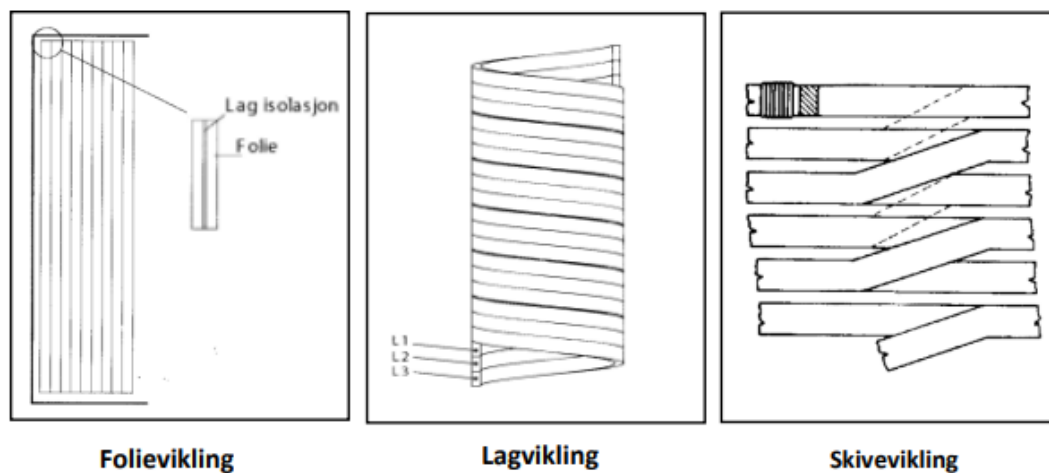 Lag isolasjon
Folie
L1
L2
L3
Folievikling
Lagvikling
Skivevikling